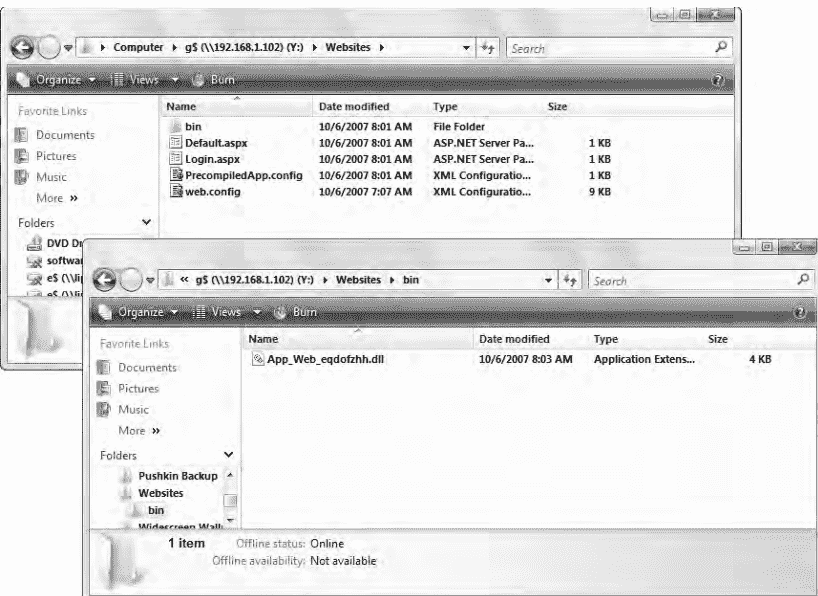 Computer g$ (\\192.168.1.102) (Y:) Websites Search
Organize Views Burn
Favorite Links
Documents
Pictures
Music
More »
Folders
DVD Dr
softwar
e$ (\\lip
Name Date modified Type Size
bin 10/6/2007 8:01 AM File Folder
Default.aspx 10/6/2007 8:01 AM ASP.NET Server Pa... 1 KB
Login.aspx 10/6/2007 8:01 AM ASP.NET Server Pa... 1 KB
PrecompiledApp.config 10/6/2007 8:01 AM XML Configuratio... 1 KB
web.config 10/6/2007 7:07 AM XML Configuratio... 9 KB
« g$ (\\192.168.1.102) (Y:) Websites bin Search
Organize Views Burn
Favorite Links
Documents
Pictures
Music
More »
Folders
Pushkin Backup
Websites
bin
Widescreen Wall
Name Date modified Type Size
App_Web_eqdofzhh.dll 10/6/2007 8:03 AM Application Extens... 4 KB
1 item Offline status: Online
Offline availability: Not available